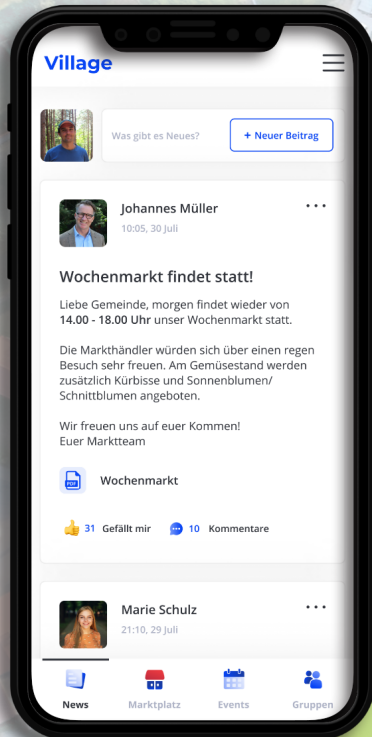 Village
Was gibt es Neues?
+ Neuer Beitrag
Johannes Müller
10:05, 30 Juli
Wochenmarkt findet statt!
Liebe Gemeinde, morgen findet wieder von
14.00 - 18.00 Uhr unser Wochenmarkt statt.
Die Markthändler würden sich über einen regen
Besuch sehr freuen. Am Gemüsestand werden
zusätzlich Kürbisse und Sonnenblumen/
Schnittblumen angeboten.
Wir freuen uns auf euer Kommen!
Euer Marktteam
PDF
Wochenmarkt
31 Gefällt mir 10 Kommentare
Marie Schulz
21:10, 29 Juli
News Marktplatz Events Gruppen